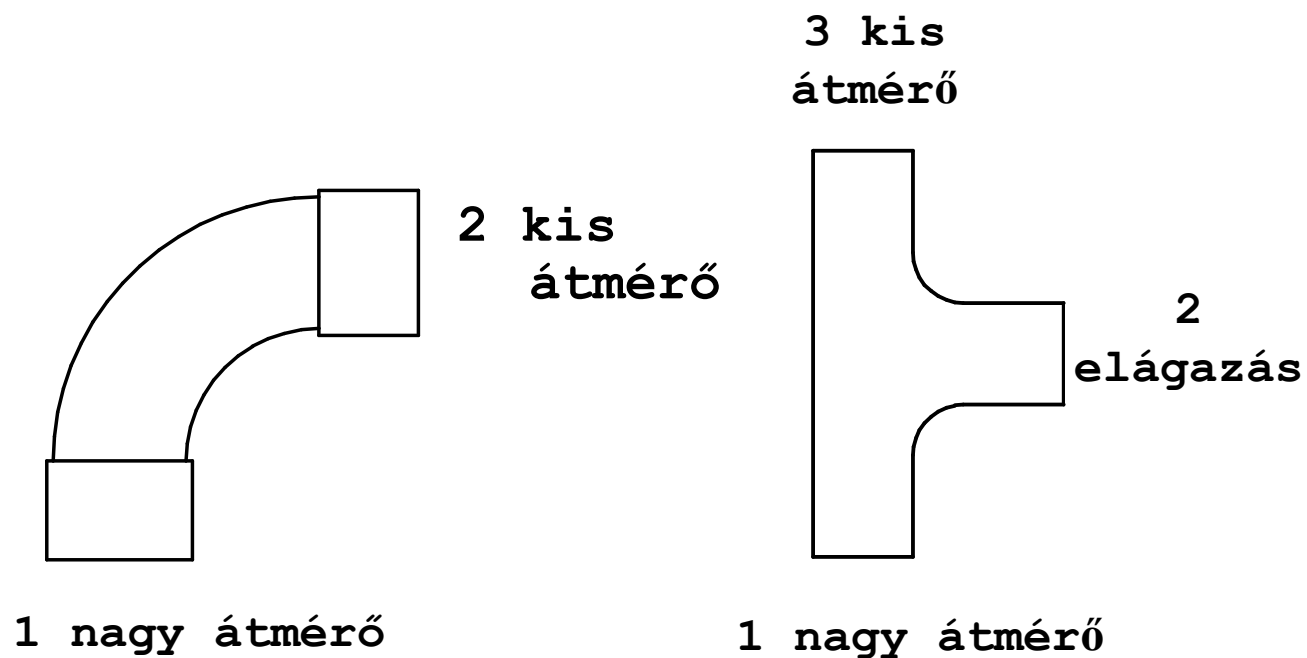 3 kis
átmérő
2 kis
átmérő
2
elágazás
1 nagy átmérő
1 nagy átmérő